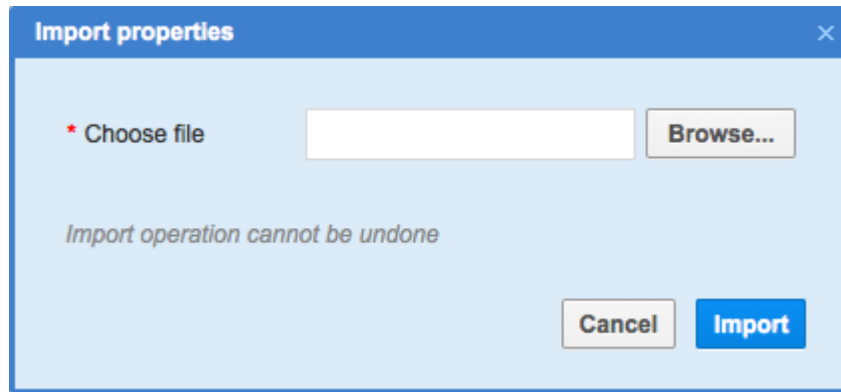 Import properties
* Choose file
Browse...
Import operation cannot be undone
Cancel
Import